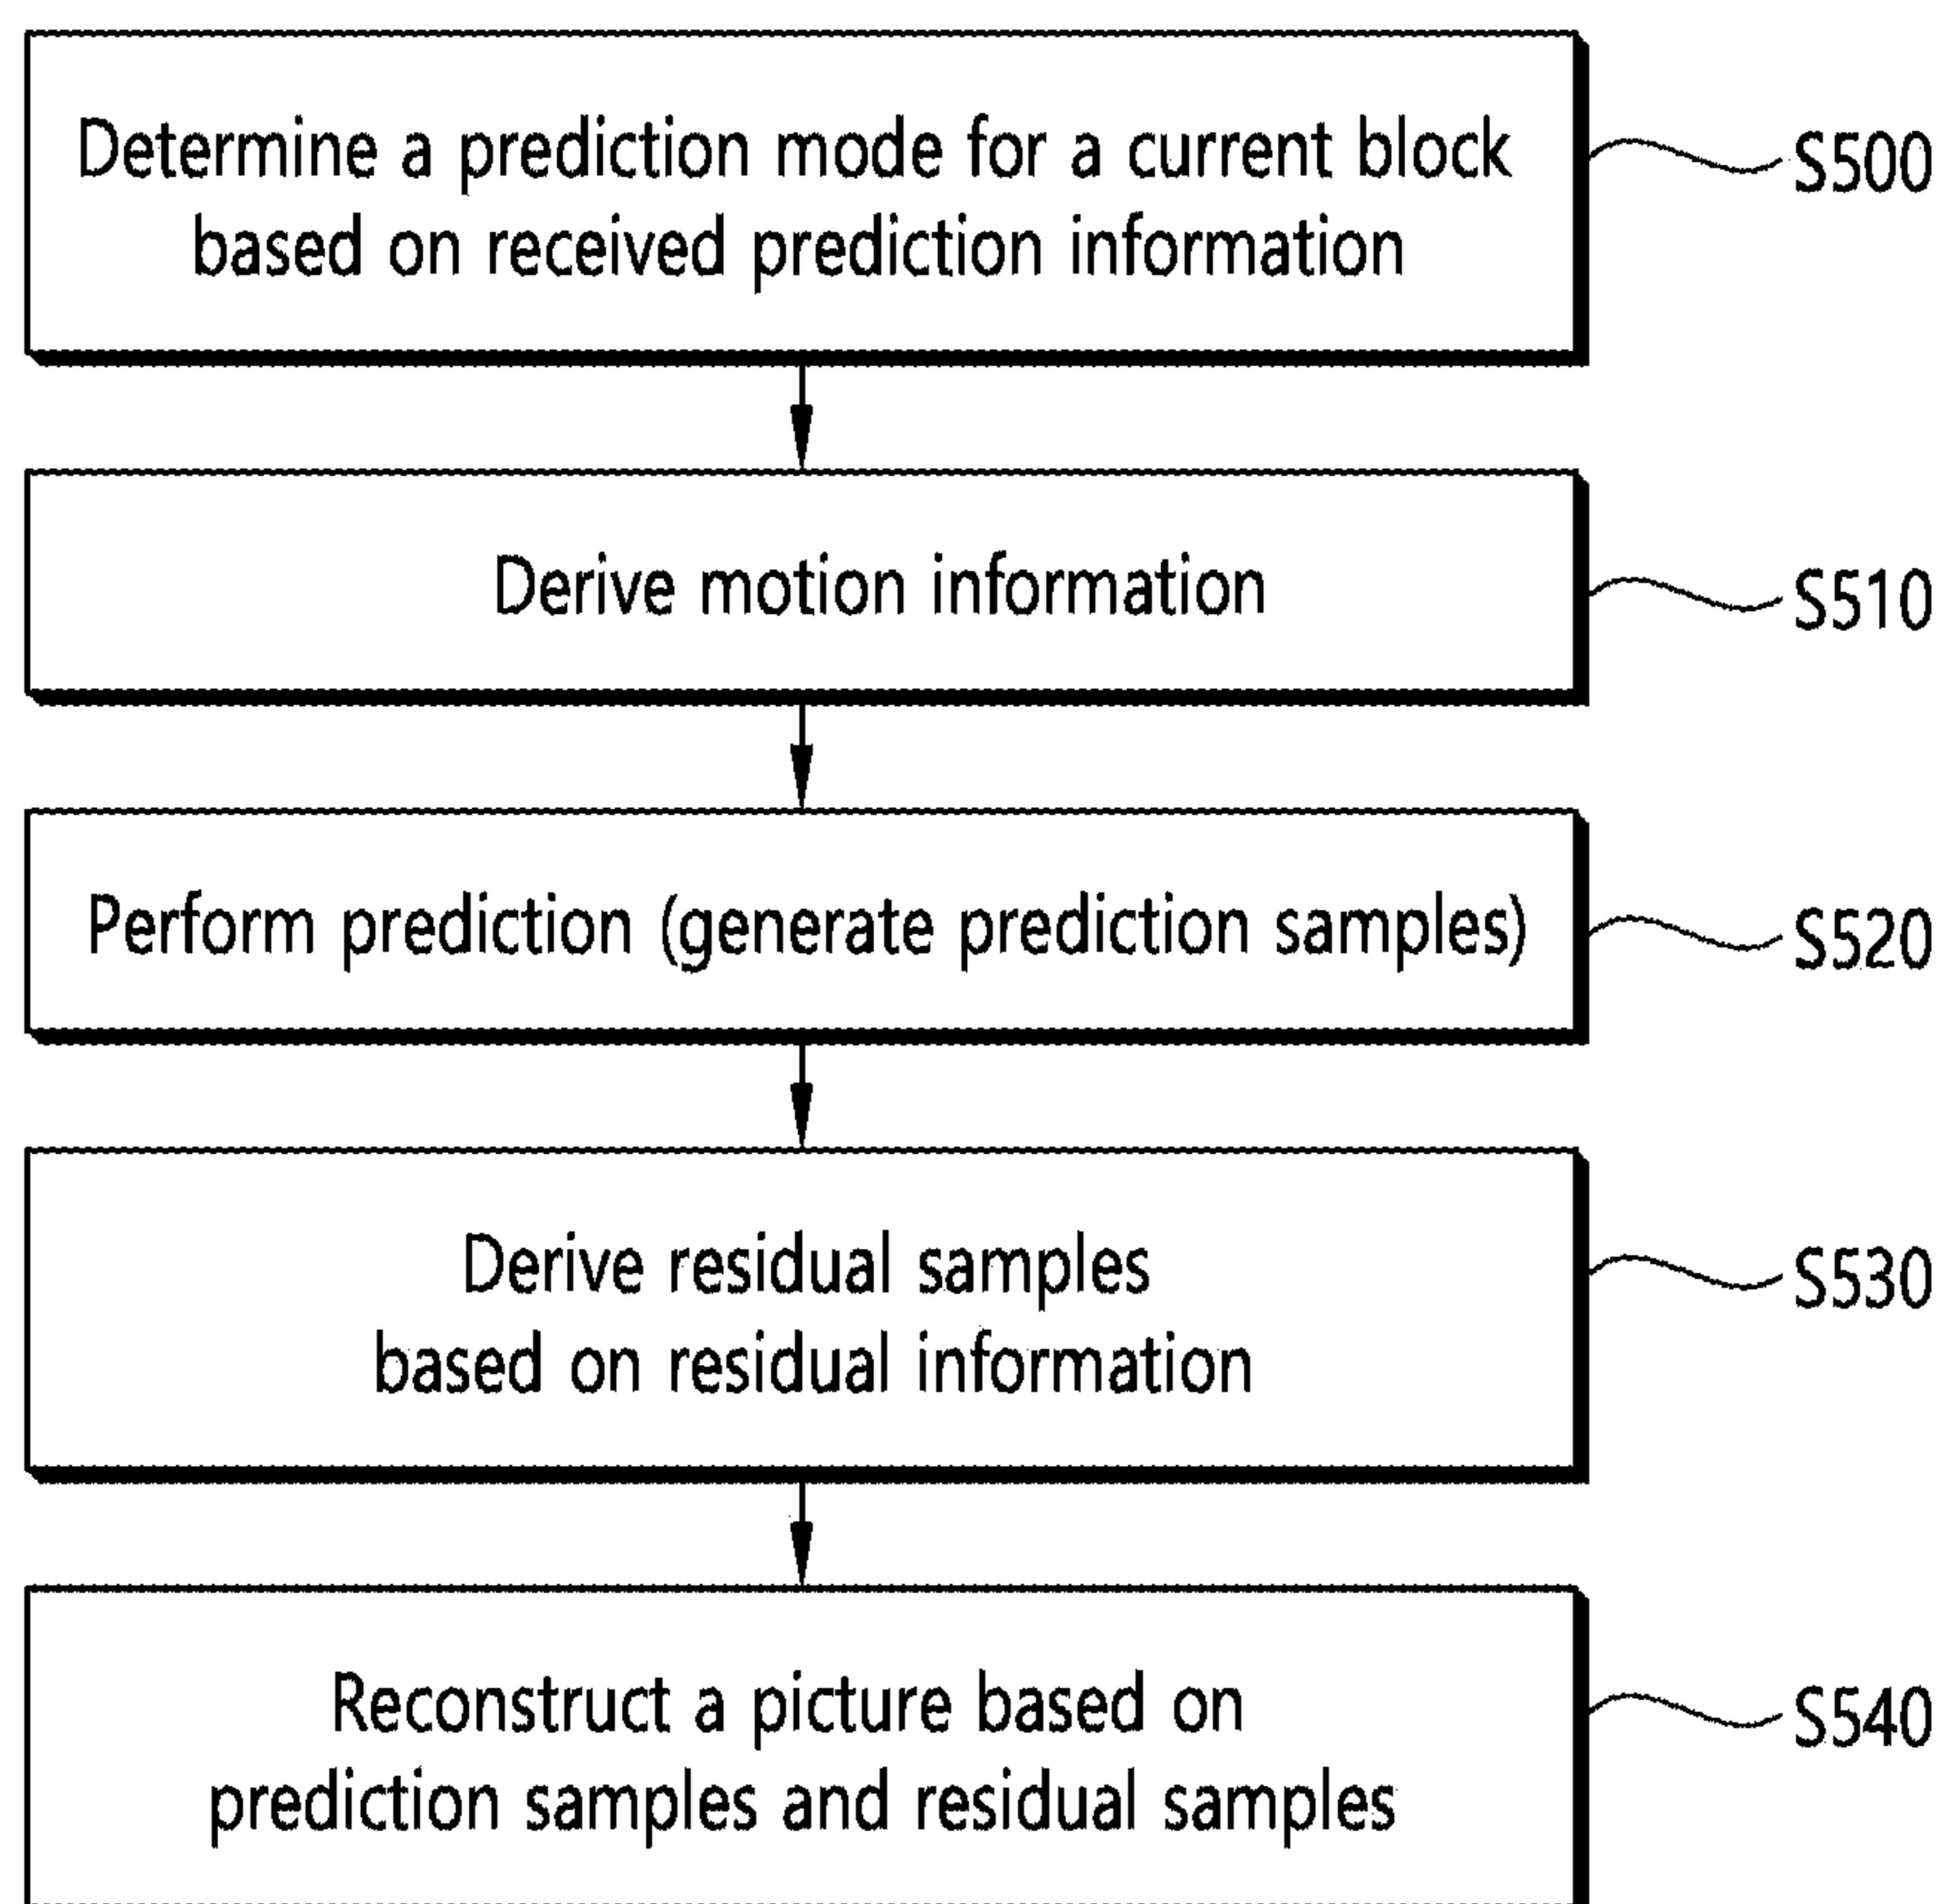 Determine a prediction mode for a current block
based on received prediction information
S500
Derive motion information
S510
Perform prediction (generate prediction samples)
S520
Derive residual samples
based on residual information
S530
Reconstruct a picture based on
prediction samples and residual samples
S540